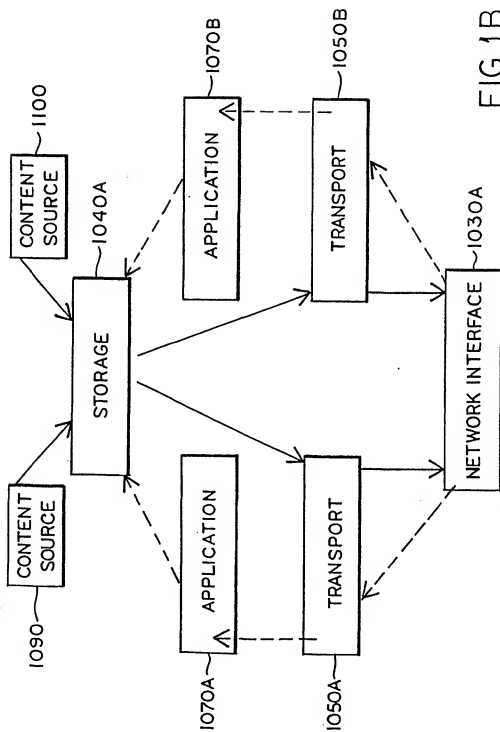 1090
CONTENT
SOURCE
CONTENT
SOURCE
1100
STORAGE
1040A
1070A
APPLICATION
APPLICATION
1070B
1050A
TRANSPORT
TRANSPORT
1050B
NETWORK INTERFACE
1030A
FIG 1B